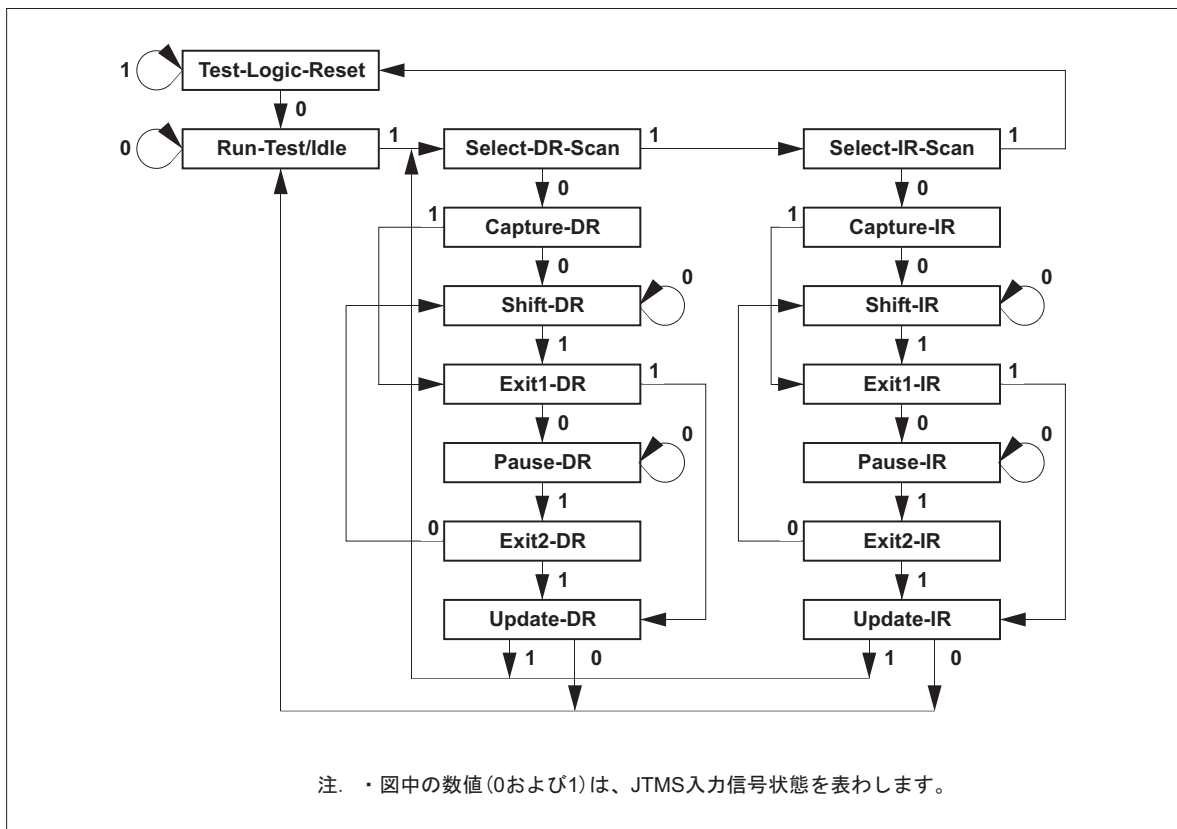 1 Test-Logic-Reset
0
0 Run-Test/Idle 1 Select-DR-Scan 1 Select-IR-Scan 1
0 0
1 Capture-DR 1 Capture-IR
0 0 0 0
Shift-DR Shift-IR
1 1
Exit1-DR 1 Exit1-IR 1
0 0 0 0
Pause-DR Pause-IR
1 1
0 Exit2-DR 0 Exit2-IR
1 1
Update-DR Update-IR
1 0 1 0
注. ・図中の数値(0および1)は、JTMS入力信号状態を表わします。